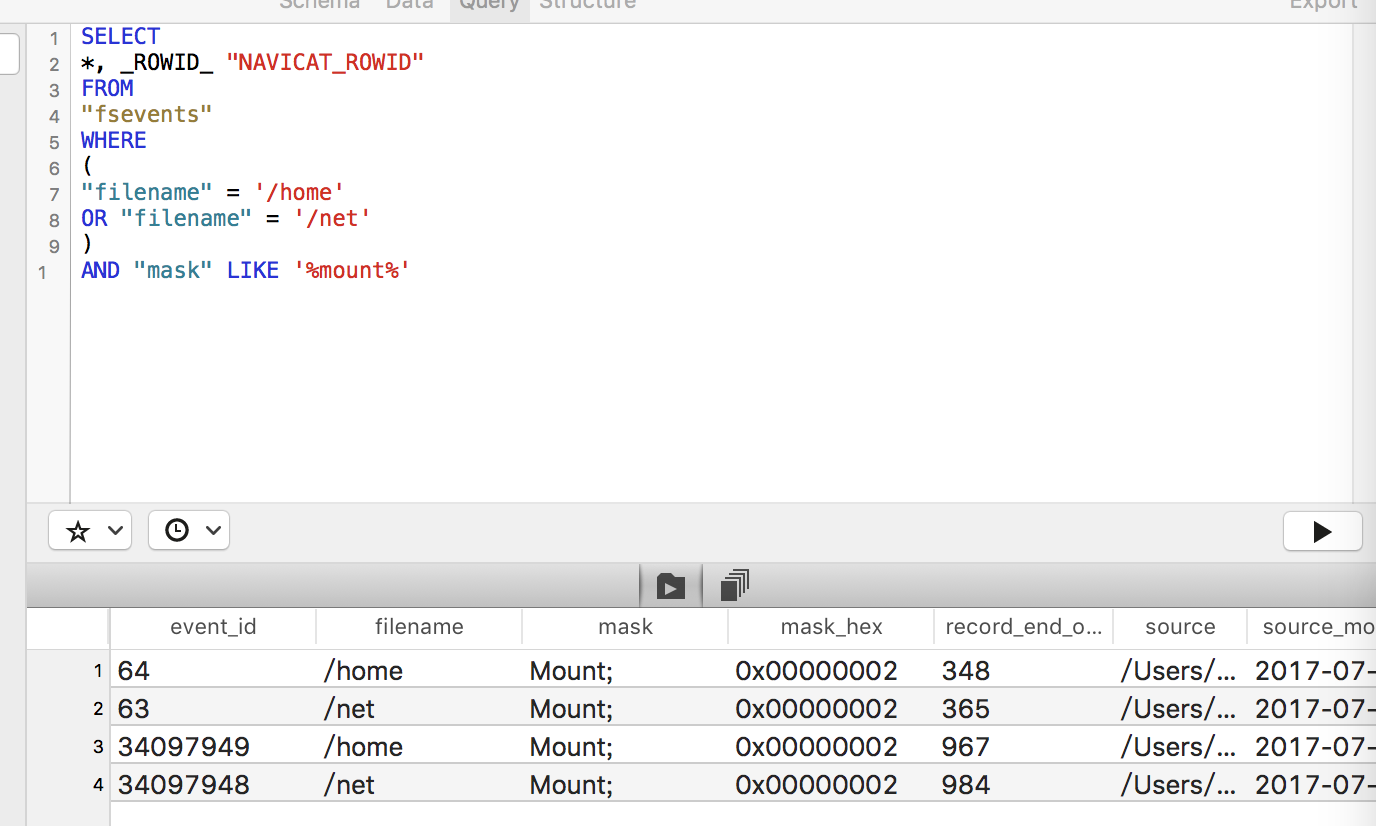 Schema Data Query Structure Export
1 SELECT
2 *, _ROWID_ "NAVICAT_ROWID"
3 FROM
4 "fsevents"
5 WHERE
6 (
7 "filename" = '/home'
8 OR "filename" = '/net'
9 )
1 AND "mask" LIKE '%mount%'
event_id filename mask mask_hex record_end_o... source source_mo
1 64 /home Mount; 0x00000002 348 /Users/... 2017-07-
2 63 /net Mount; 0x00000002 365 /Users/... 2017-07-
3 34097949 /home Mount; 0x00000002 967 /Users/... 2017-07-
4 34097948 /net Mount; 0x00000002 984 /Users/... 2017-07-